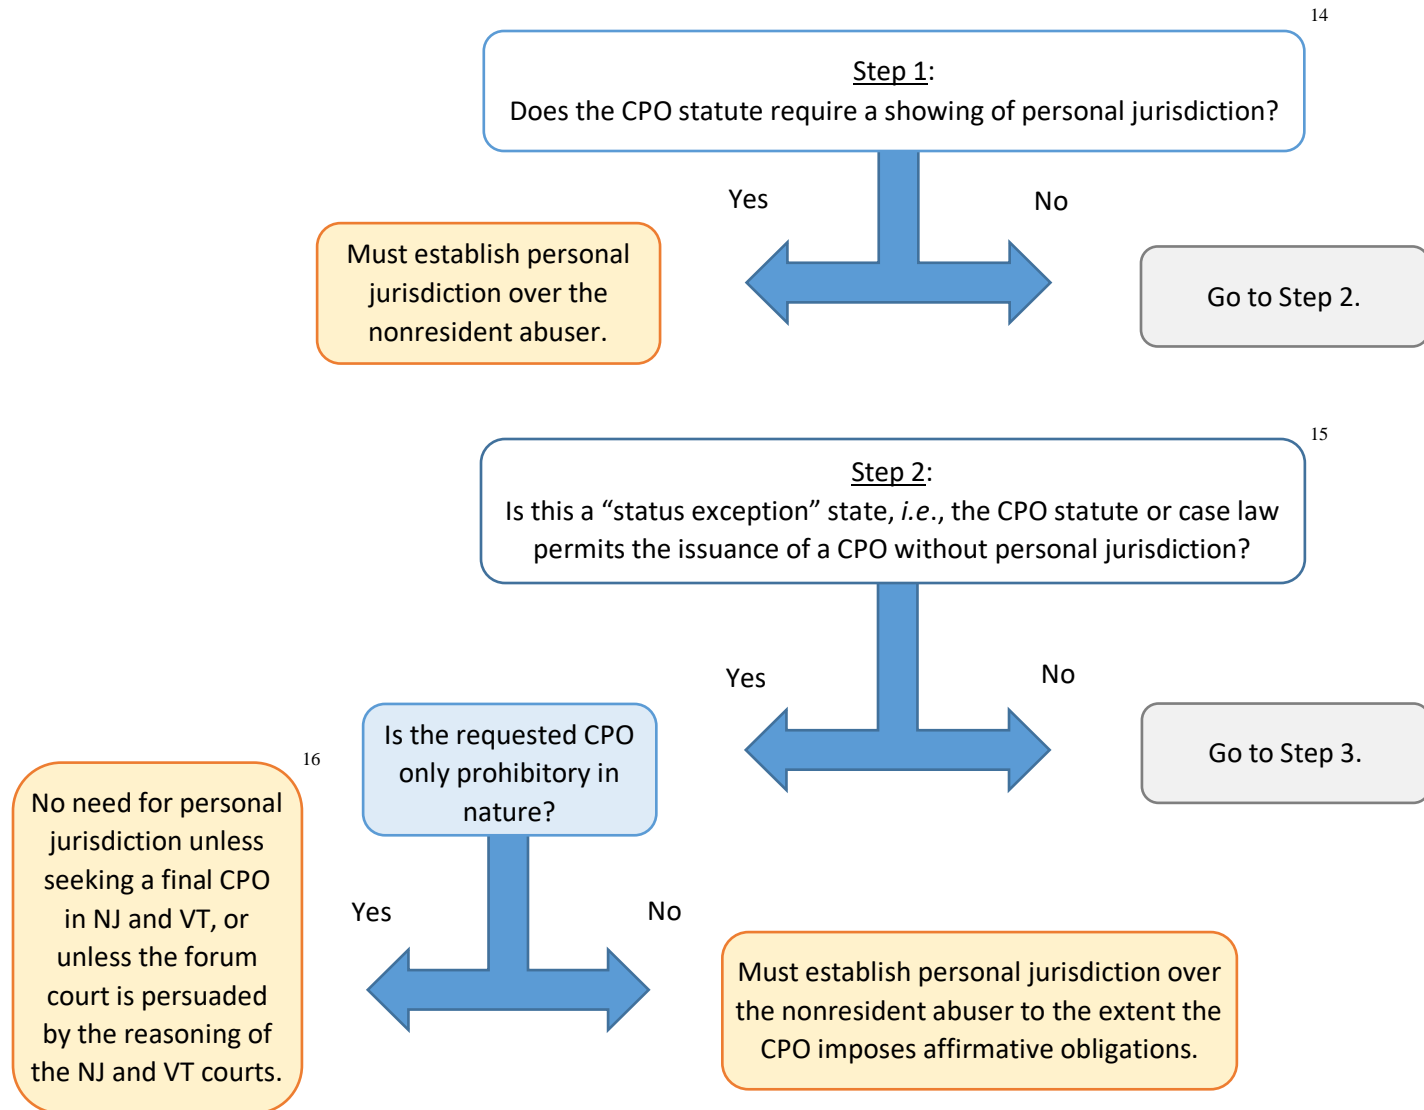 14
Step 1:
Does the CPO statute require a showing of personal jurisdiction?
Yes
No
Must establish personal
jurisdiction over the
nonresident abuser.
Go to Step 2.
15
Step 2:
Is this a “status exception” state, i.e., the CPO statute or case law
permits the issuance of a CPO without personal jurisdiction?
Yes
No
Is the requested CPO
only prohibitory in
nature?
Go to Step 3.
16
No need for personal
jurisdiction unless
seeking a final CPO
in NJ and VT, or
unless the forum
court is persuaded
by the reasoning of
the NJ and VT courts.
Yes
No
Must establish personal jurisdiction over
the nonresident abuser to the extent the
CPO imposes affirmative obligations.